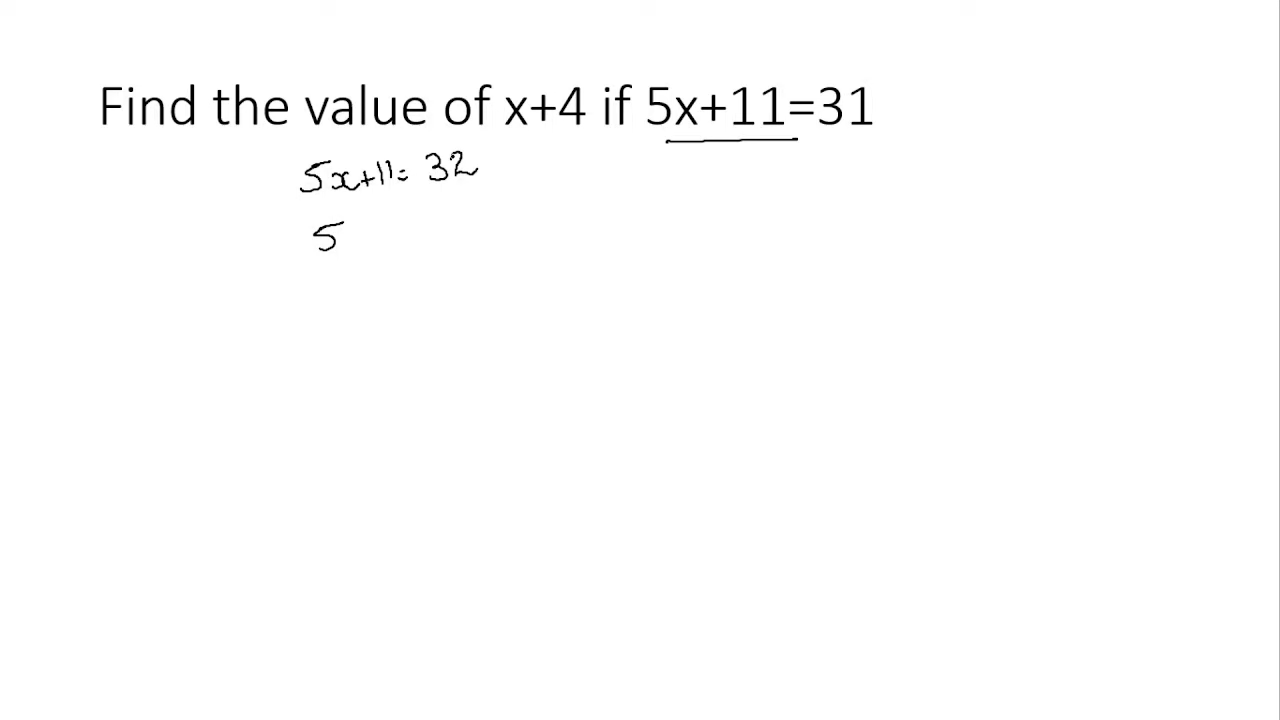 Find the value of x+4 if 5x+11=31
5x+11= 32
5